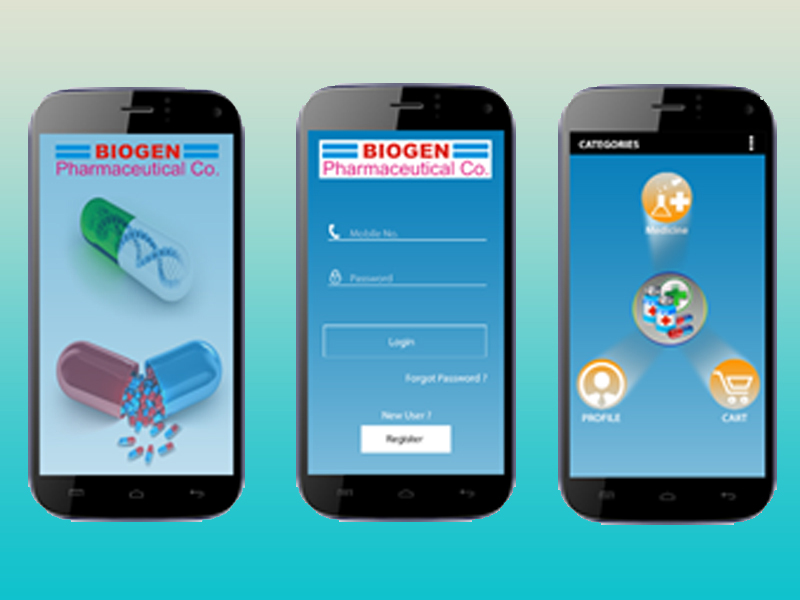 BIOGEN
Pharmaceutical Co.
BIOGEN
Pharmaceutical Co.
Mobile No.
Password
Login
Forgot Password ?
New User ?
Register
CATEGORIES
Medicine
PROFILE
CART